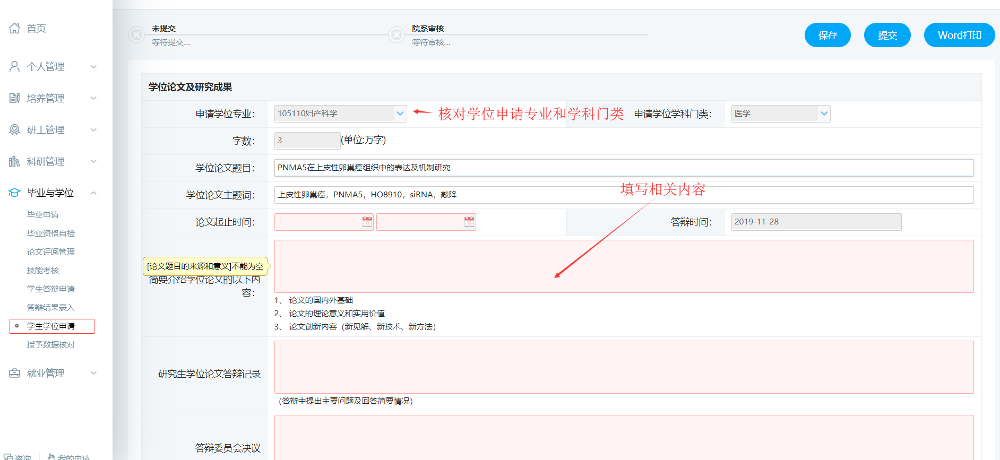 首页
个人管理
培养管理
研工管理
科研管理
毕业与学位
毕业申请
毕业资格自检
论文评阅管理
技能考核
学生答辩申请
答辩结果录入
学生学位申请
授予数据核对
就业管理
咨询 我的申请
未提交
等待提交...
院系审核
等待审核...
保存 提交 Word打印
学位论文及研究成果
申请学位专业： 105110妇产科学 核对学位申请专业和学科门类 申请学位学科门类： 医学
字数： 3 (单位:万字)
学位论文题目： PNMA5在上皮性卵巢癌组织中的表达及机制研究
填写相关内容
学位论文主题词： 上皮性卵巢癌，PNMA5，HO8910，siRNA，敲降
论文起止时间： 答辩时间： 2019-11-28
[论文题目的来源和意义]不能为空
简要介绍学位论文的以下内
容：
1、 论文的国内外基础
2、 论文的理论意义和实用价值
3、 论文创新内容（新见解、新技术、新方法）
研究生学位论文答辩记录
（答辩中提出主要问题及回答简要情况）
答辩委员会决议